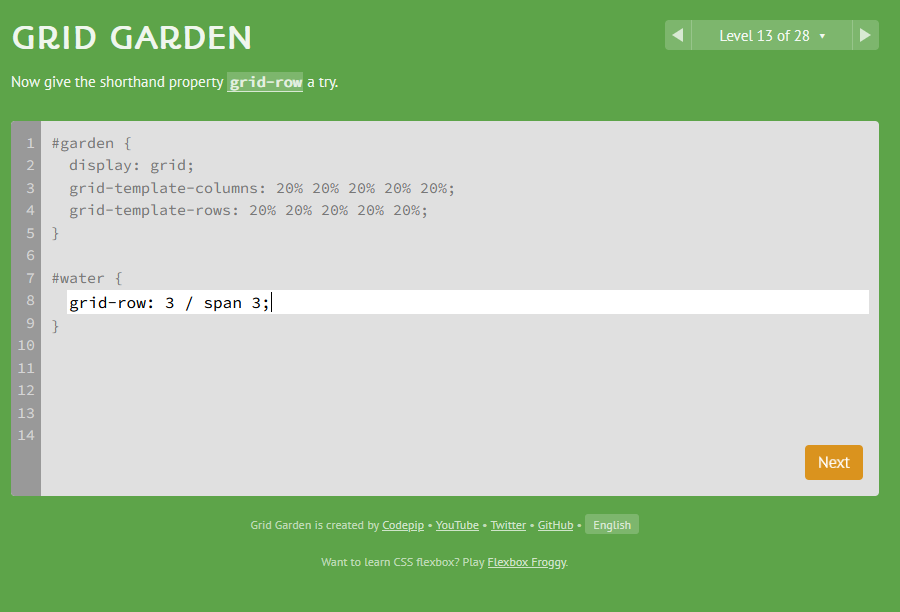 GRID GARDEN
◀ Level 13 of 28 ▾ ▶
Now give the shorthand property grid-row a try.
1 #garden {
2   display: grid;
3   grid-template-columns: 20% 20% 20% 20% 20%;
4   grid-template-rows: 20% 20% 20% 20% 20%;
5 }
6
7 #water {
8   grid-row: 3 / span 3;
9 }
10
11
12
13
14
Next
Grid Garden is created by Codepip • YouTube • Twitter • GitHub • English
Want to learn CSS flexbox? Play Flexbox Froggy.